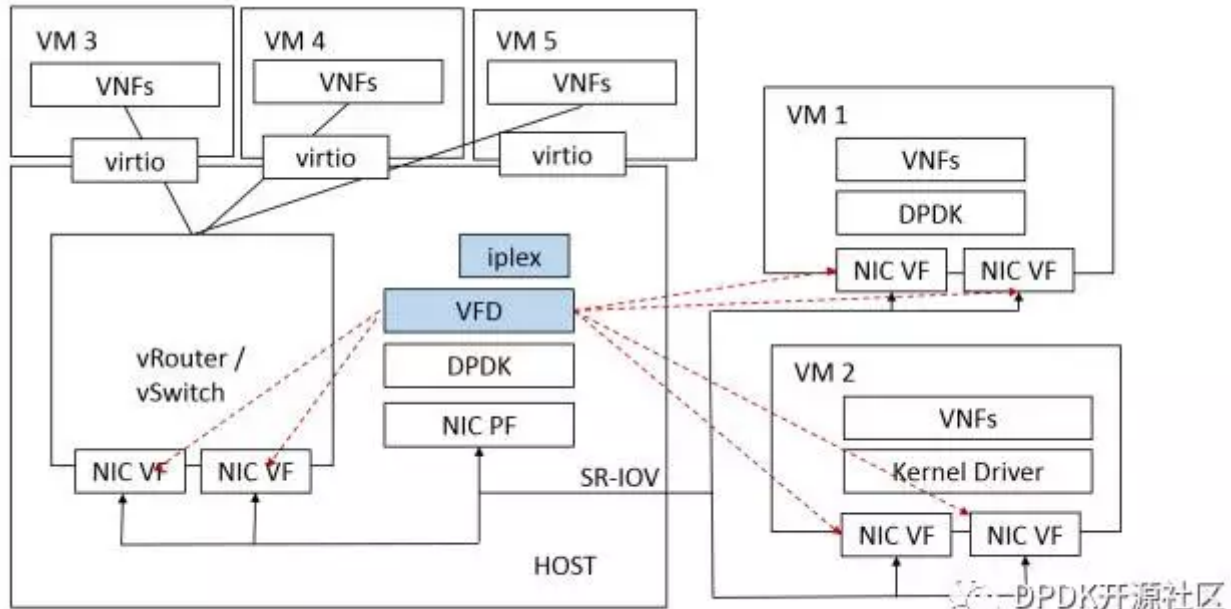 VM 3
VNFs
virtio
VM 4
VNFs
virtio
VM 5
VNFs
virtio
iplex
VFD
DPDK
NIC PF
vRouter /
vSwitch
NIC VF
NIC VF
SR-IOV
HOST
VM 1
VNFs
DPDK
NIC VF
NIC VF
VM 2
VNFs
Kernel Driver
NIC VF
NIC VF
DPDK开源社区